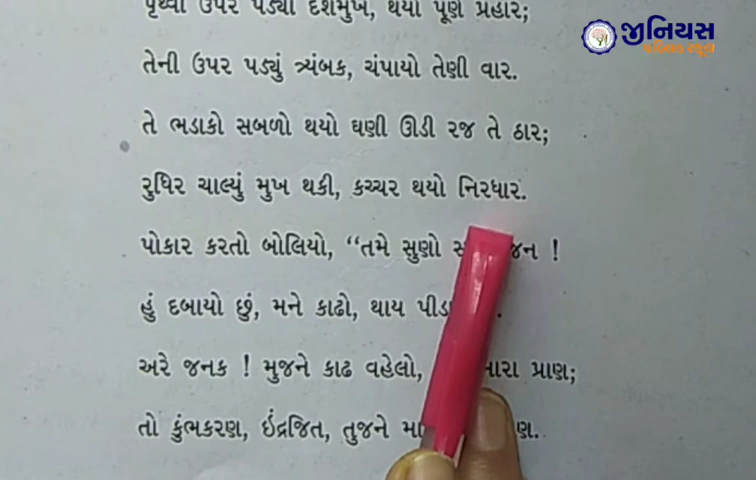 પૃથ્વી ઉપર પડ્યો દશમુખ, થયો પૂર્ણ પ્રહાર;
જીનિયસ
તેની ઉપર પડ્યું ત્ર્યંબક, ચંપાયો તેણી વાર.
તે ભડાકો સબળો થયો ઘણી ઊડી રજ તે ઠાર;
રુધિર ચાલ્યું મુખ થકી, કચ્ચર થયો નિરધાર.
પોકાર કરતો બોલિયો, “તમે સુણો જન !
હું દબાયો છું, મને કાઢો, થાય
અરે જનક ! મુજને કાઢ વહેલો, પ્રાણ;
તો કુંભકરણ, ઇંદ્રજિત, તુજને